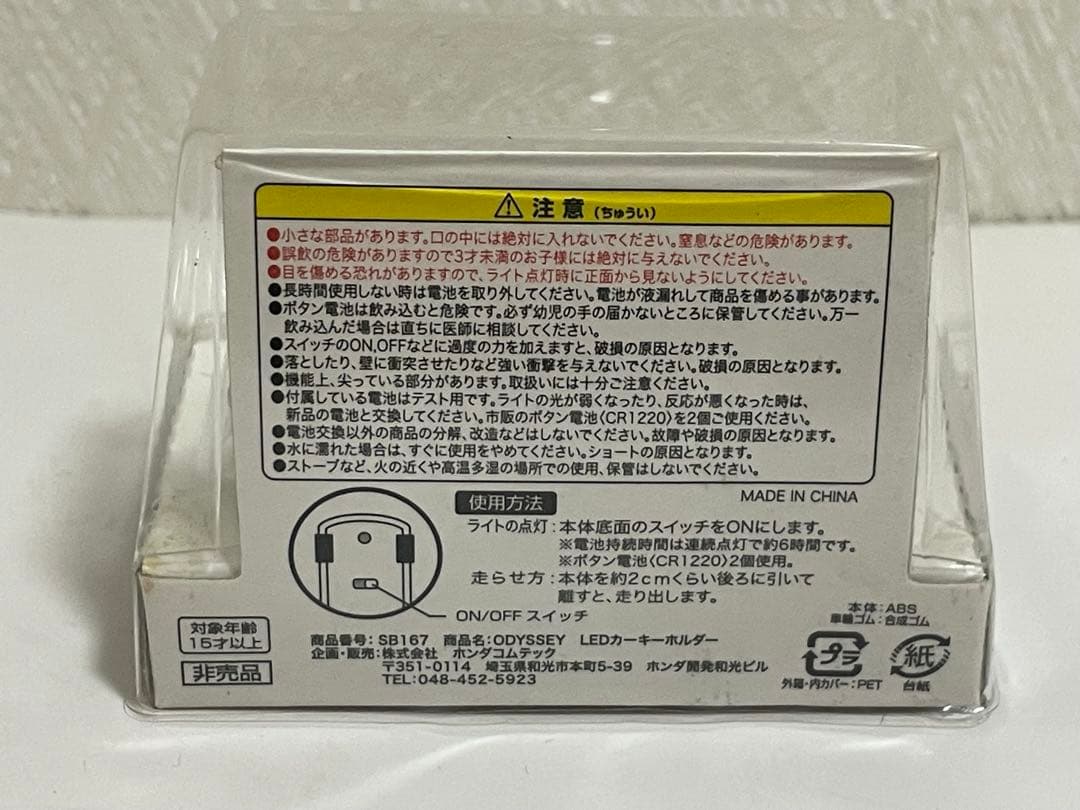 ⚠ 注意（ちゅうい）
●小さな部品があります。口の中には絶対に入れないでください。窒息などの危険があります。
●誤飲の危険がありますので3才未満のお子様には絶対に与えないでください。
●目を傷める恐れがありますので、ライト点灯時に正面から見ないようにしてください。
●長時間使用しない時は電池を取り外してください。電池が液漏れして商品を傷める事があります。
●ボタン電池は飲み込むと危険です。必ず幼児の手の届かないところに保管してください。万一
飲み込んだ場合は直ちに医師に相談してください。
●スイッチのON,OFFなどに過度の力を加えますと、破損の原因となります。
●落としたり、壁に衝突させたりなど強い衝撃を与えないでください。破損の原因となります。
●機能上、尖っている部分があります。取扱いには十分ご注意ください。
●付属している電池はテスト用です。ライトの光が弱くなったり、反応が悪くなった時は、
新品の電池と交換してください。市販のボタン電池〈CR1220〉を2個ご使用ください。
●電池交換以外の商品の分解、改造などはしないでください。故障や破損の原因となります。
●水に濡れた場合は、すぐに使用をやめてください。ショートの原因となります。
●ストーブなど、火の近くや高温多湿の場所での使用、保管はしないでください。
MADE IN CHINA
使用方法
ライトの点灯：本体底面のスイッチをONにします。
※電池持続時間は連続点灯で約6時間です。
※ボタン電池〈CR1220〉2個使用。
走らせ方：本体を約2cmくらい後ろに引いて
離すと、走り出します。
ON/OFF スイッチ
対象年齢
15才以上
非売品
商品番号：SB167 商品名：ODYSSEY LEDカーキーホルダー
企画・販売：株式会社 ホンダコムテック
〒351-0114 埼玉県和光市本町5-39 ホンダ開発和光ビル
TEL：048-452-5923
本体：ABS
車輪ゴム：合成ゴム
プラ
外箱・内カバー：PET
紙
台紙